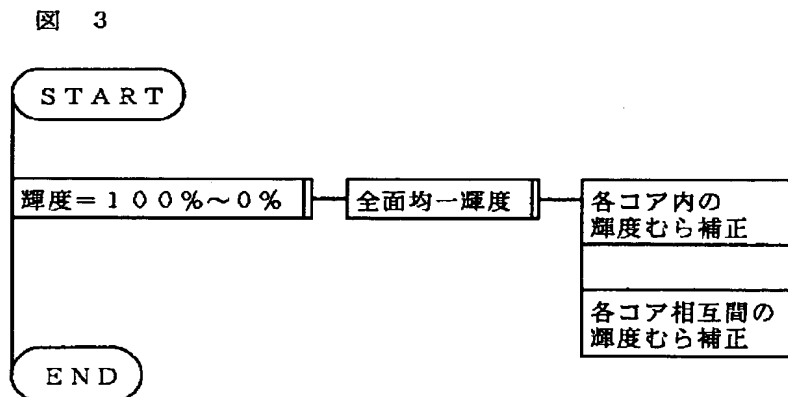 図 3
START
輝度=100%~0%
全面均一輝度
各コア内の
輝度むら補正
各コア相互間の
輝度むら補正
END